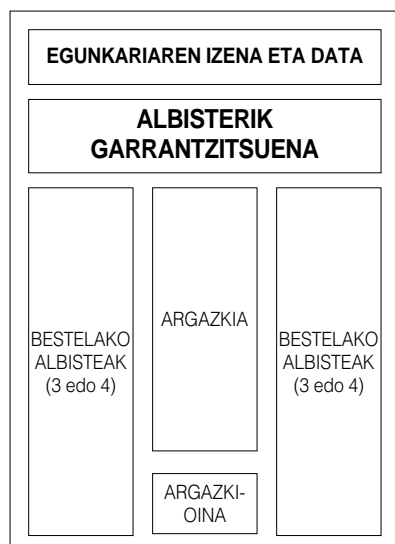 EGUNKARIAREN IZENA ETA DATA
ALBISTERIK
GARRANTZITSUENA
BESTELAKO
ALBISTEAK
(3 edo 4)
ARGAZKIA
ARGAZKI-
OINA
BESTELAKO
ALBISTEAK
(3 edo 4)